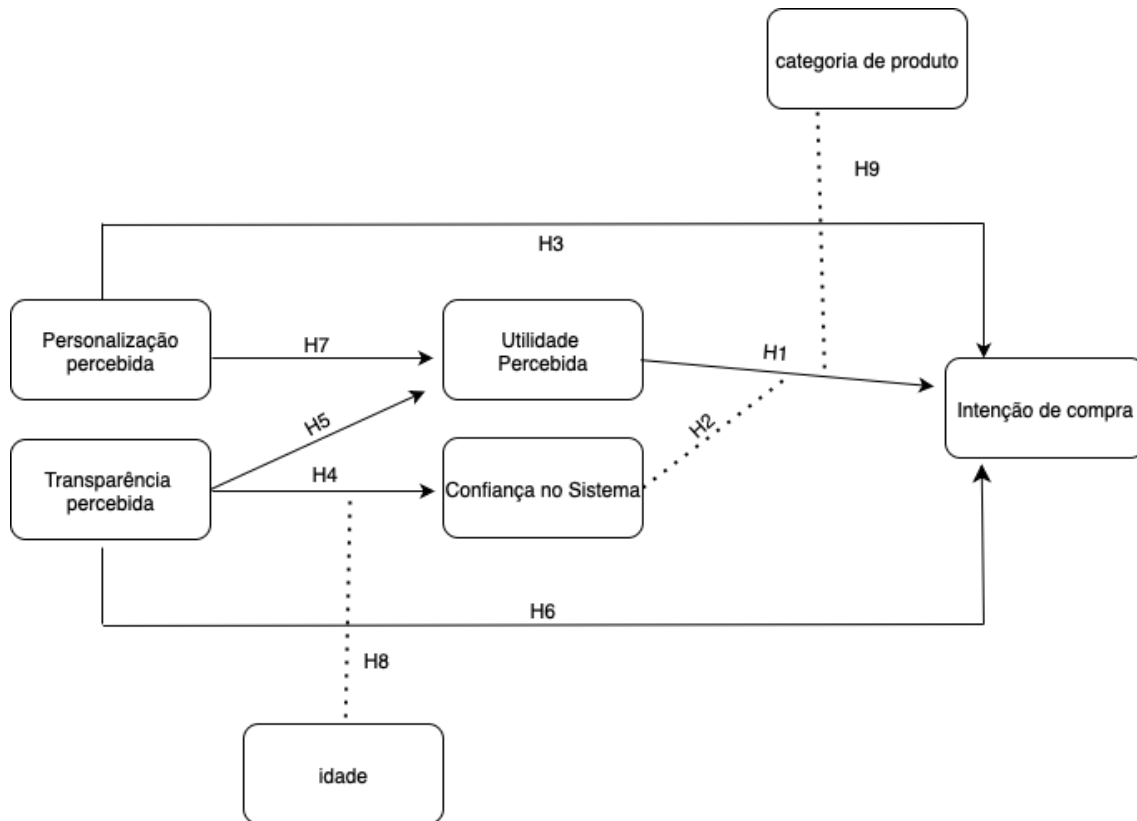 categoria de produto
H9
H3
Personalização
percebida
H7
Utilidade
Percebida
H1
Intenção de compra
H5
H2
Transparência
percebida
H4
Confiança no Sistema
H6
H8
idade